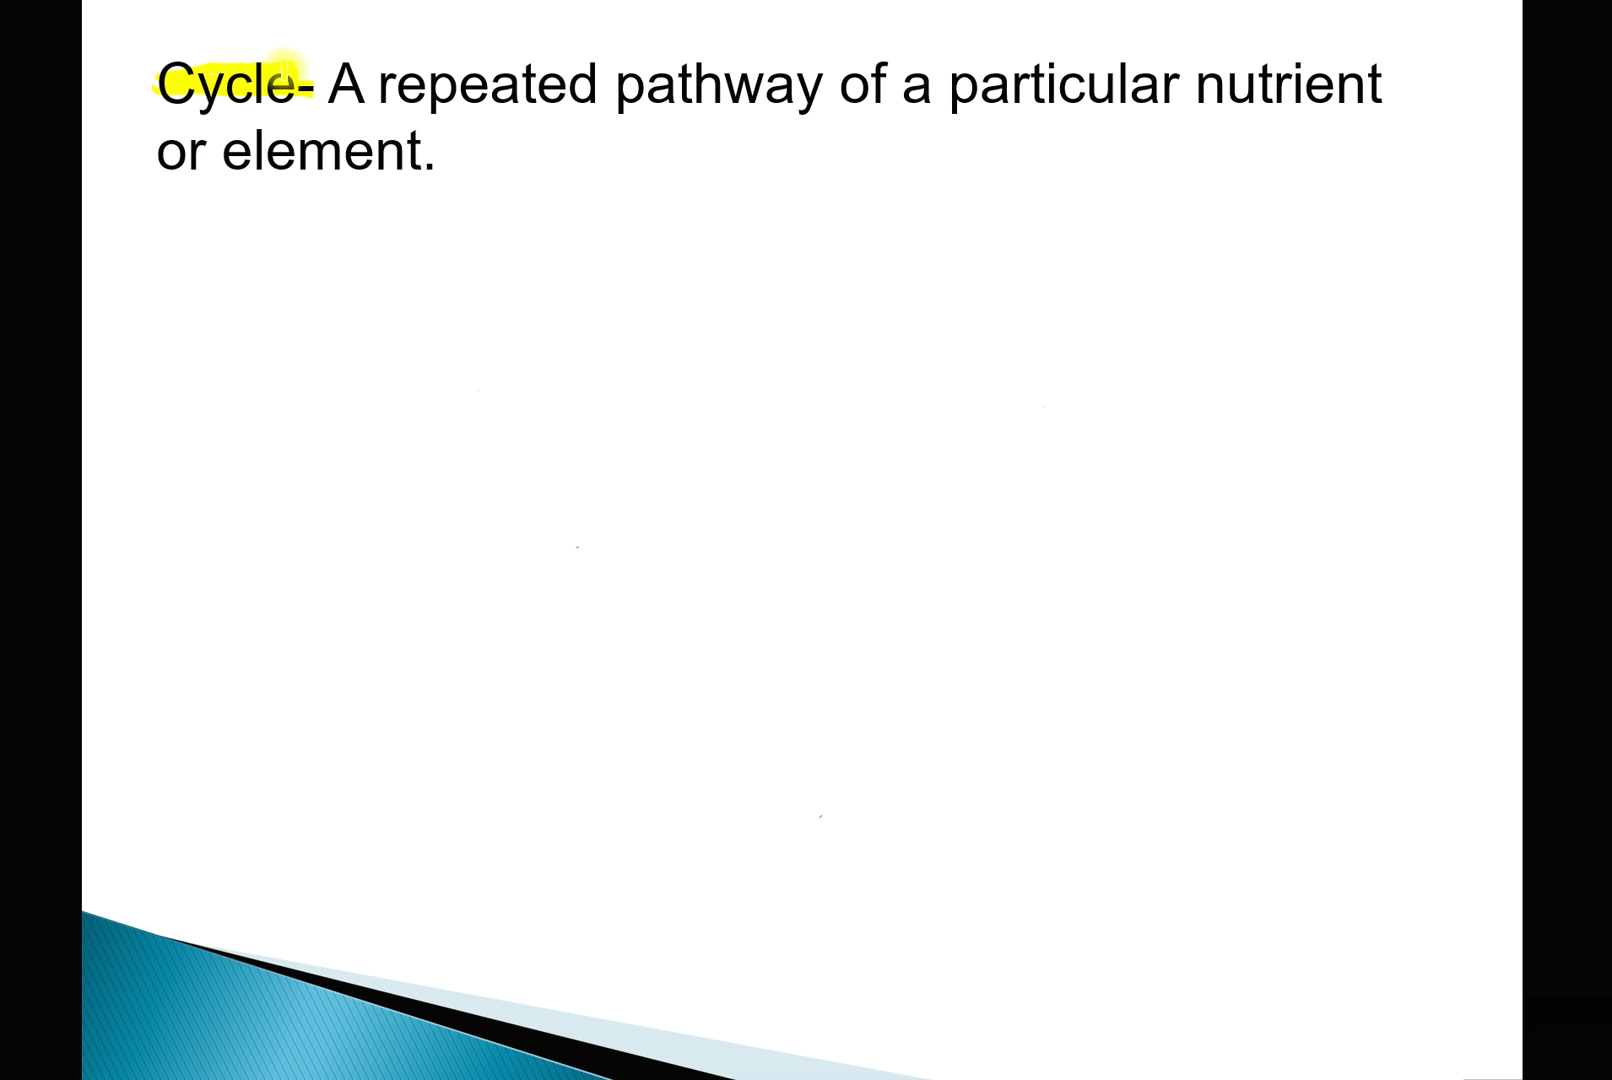 Cycle- A repeated pathway of a particular nutrient
or element.